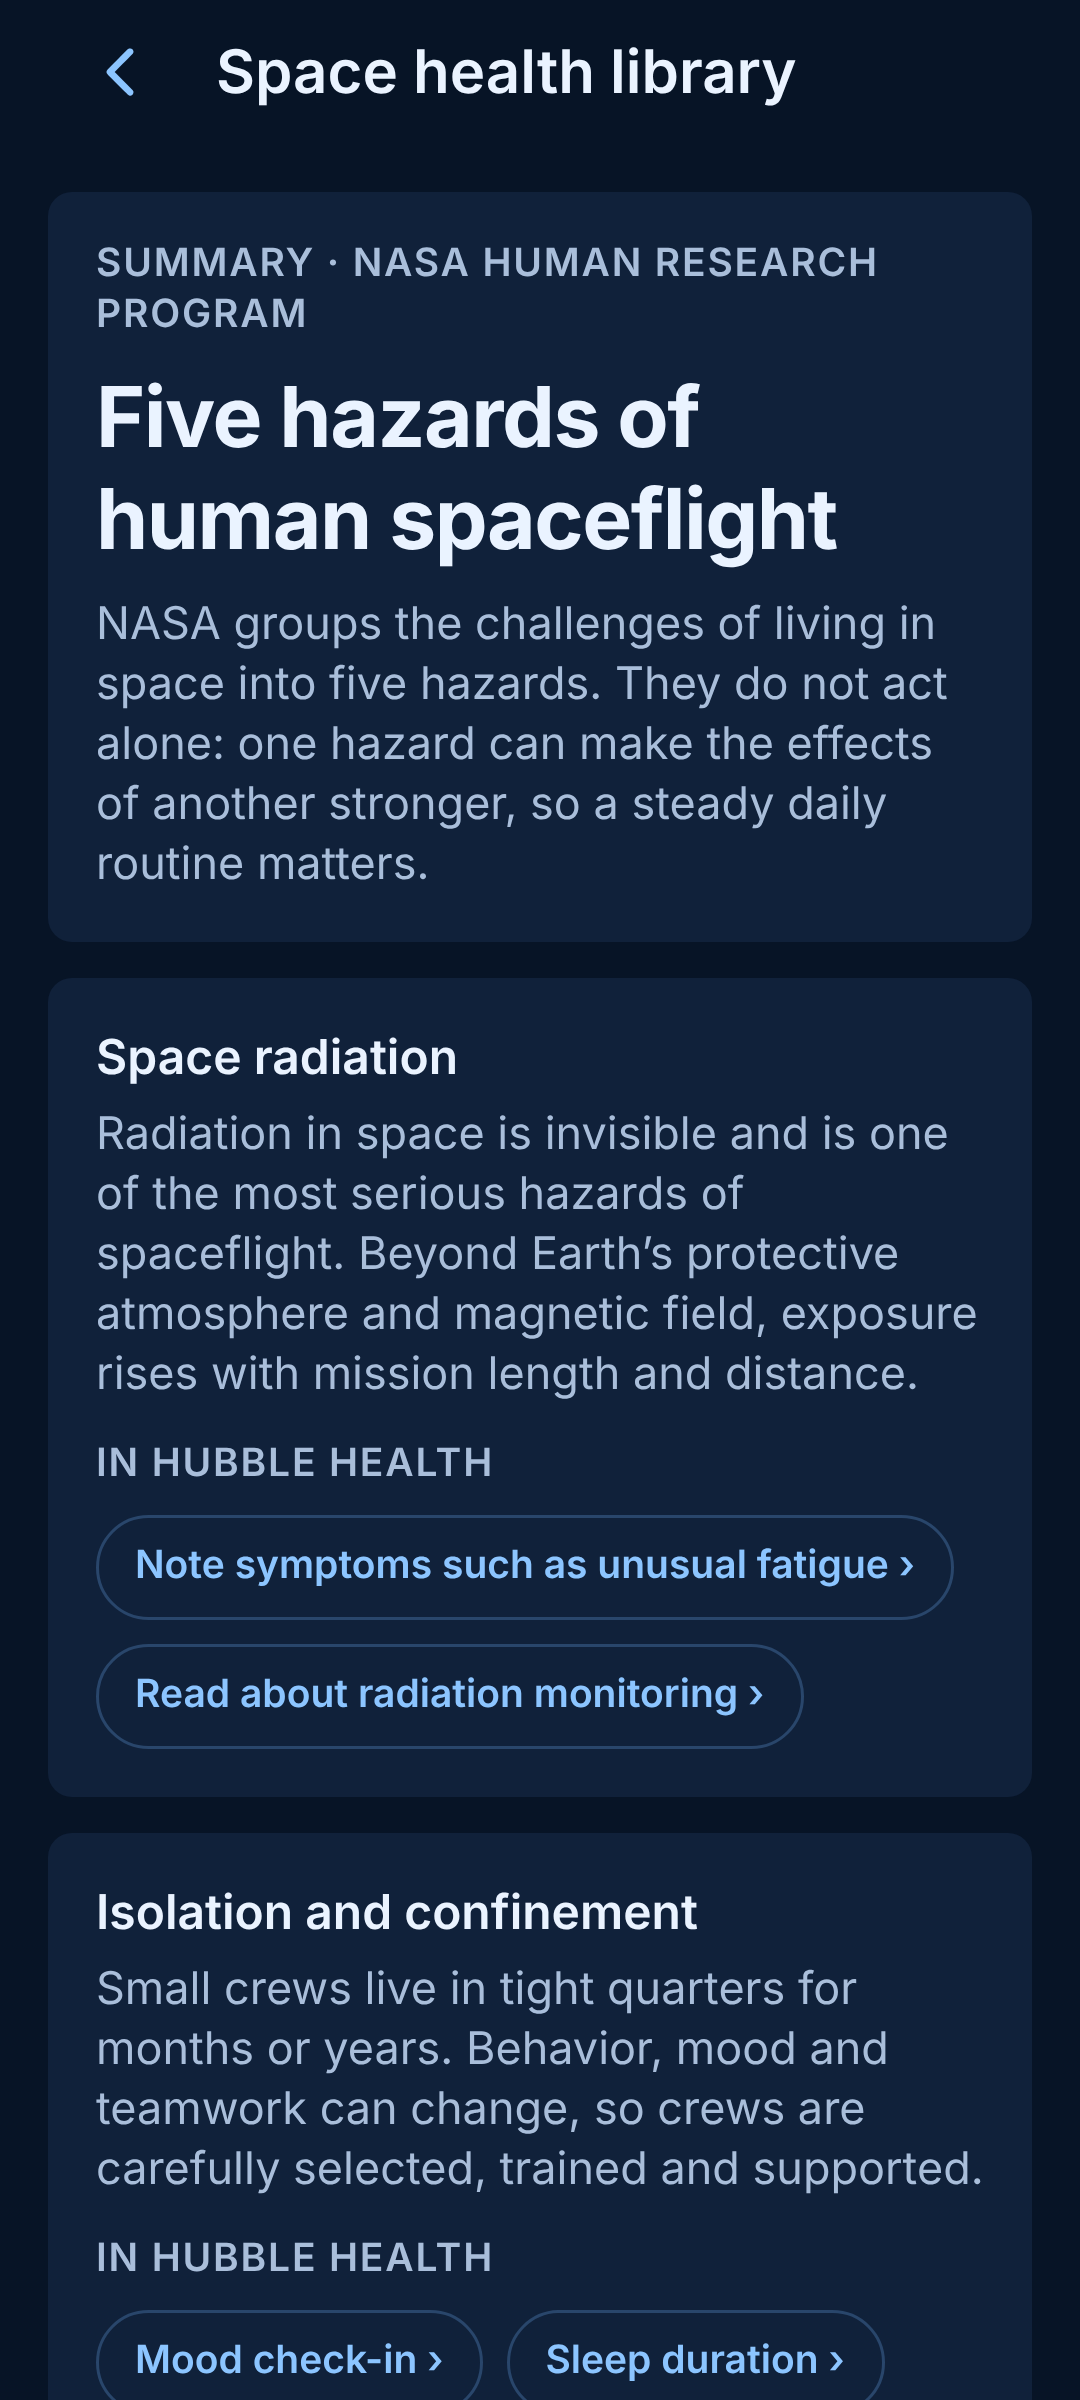 Space health library
SUMMARY · NASA HUMAN RESEARCH
PROGRAM
Five hazards of
human spaceflight
NASA groups the challenges of living in
space into five hazards. They do not act
alone: one hazard can make the effects
of another stronger, so a steady daily
routine matters.
Space radiation
Radiation in space is invisible and is one
of the most serious hazards of
spaceflight. Beyond Earth’s protective
atmosphere and magnetic field, exposure
rises with mission length and distance.
IN HUBBLE HEALTH
Note symptoms such as unusual fatigue ›
Read about radiation monitoring ›
Isolation and confinement
Small crews live in tight quarters for
months or years. Behavior, mood and
teamwork can change, so crews are
carefully selected, trained and supported.
IN HUBBLE HEALTH
Mood check-in › Sleep duration ›